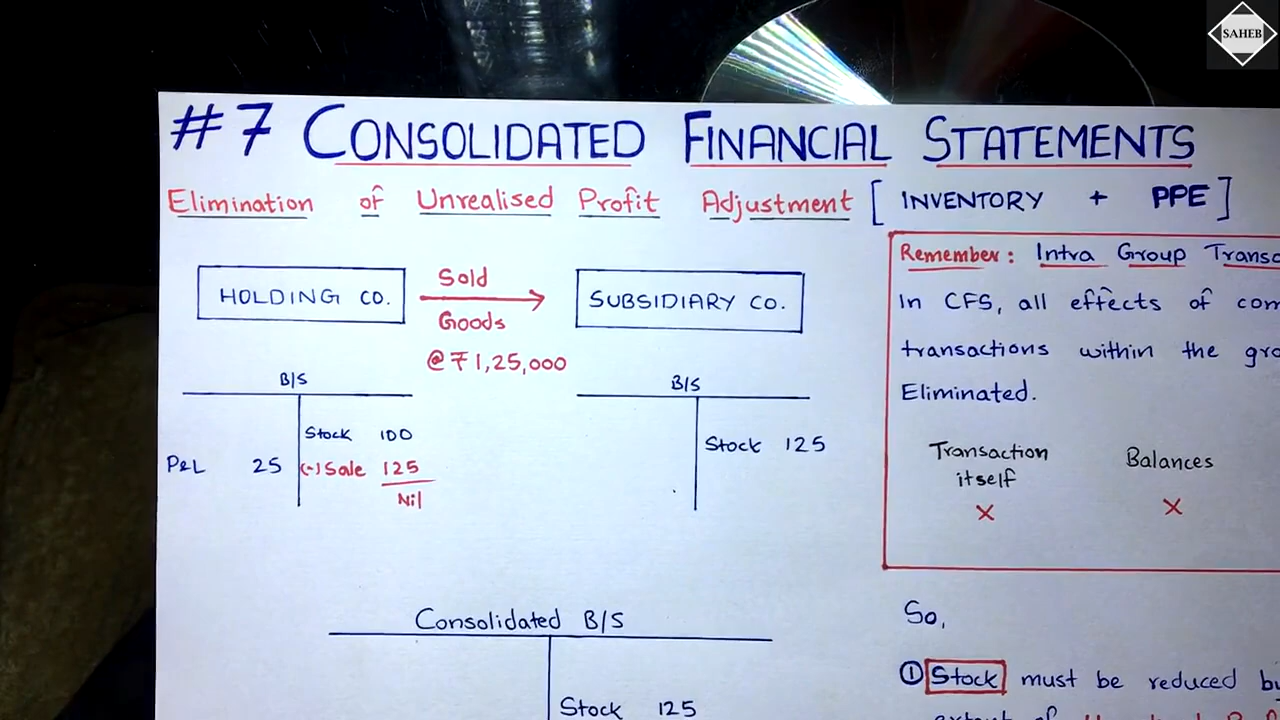 SAHEB
#7 CONSOLIDATED FINANCIAL STATEMENTS
Elimination of Unrealised Profit Adjustment [ INVENTORY + PPE ]
HOLDING CO.
Sold
Goods
@ ₹1,25,000
SUBSIDIARY CO.
B/S
Stock 100
P&L 25
(-) Sale 125
Nil
B/S
Stock 125
Remember: Intra Group
In CFS, all effects of
transactions within the
Eliminated.
Transaction
itself
X
Balances
X
Consolidated B/S
Stock 125
So,
① Stock must be reduced